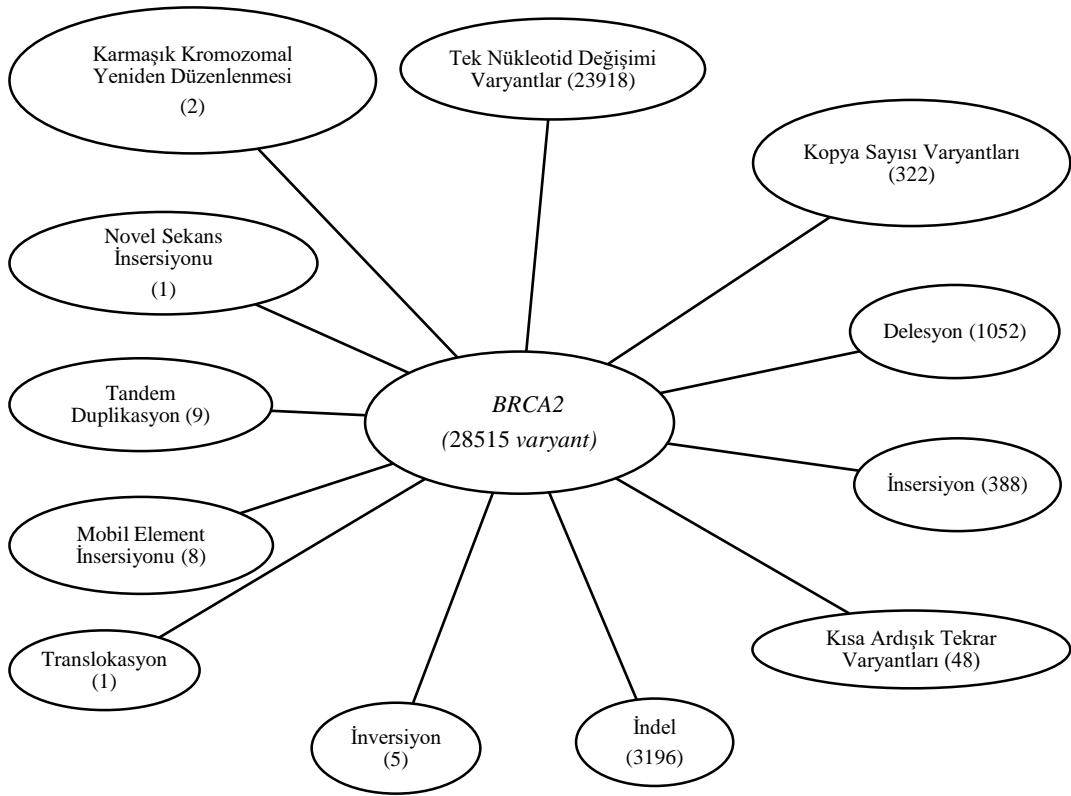 Karmaşık Kromozomal
Yeniden Düzenlenmesi
(2)
Tek Nükleotid Değişimi
Varyantlar (23918)
Kopya Sayısı Varyantları
(322)
Novel Sekans
İnsersiyonu
(1)
Delesyon (1052)
Tandem
Duplikasyon (9)
BRCA2
(28515 varyant)
İnsersiyon (388)
Mobil Element
İnsersiyonu (8)
Kısa Ardışık Tekrar
Varyantları (48)
Translokasyon
(1)
İnversiyon
(5)
İndel
(3196)